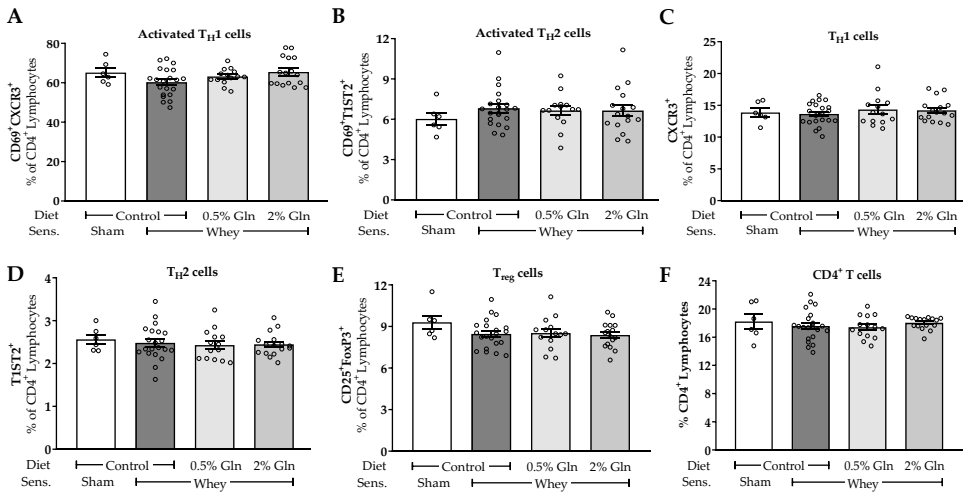 A
Activated TH1 cells
CD69+CXCR3+
% of CD4+ Lymphocytes
80
60
40
20
0
Diet
Control
0.5% Gln
2% Gln
Sens.
Sham
Whey
B
Activated TH2 cells
CD69+T1ST2+
% of CD4+ Lymphocytes
12
9
6
3
0
Diet
Control
0.5% Gln
2% Gln
Sens.
Sham
Whey
C
TH1 cells
CXCR3+
% of CD4+ Lymphocytes
25
20
15
10
5
0
Diet
Control
0.5% Gln
2% Gln
Sens.
Sham
Whey
D
TH2 cells
T1ST2+
% of CD4+ Lymphocytes
4
3
2
1
0
Diet
Control
0.5% Gln
2% Gln
Sens.
Sham
Whey
E
Treg cells
CD25+FoxP3+
% of CD4+ Lymphocytes
12
9
6
3
0
Diet
Control
0.5% Gln
2% Gln
Sens.
Sham
Whey
F
CD4+ T cells
% CD4+ Lymphocytes
24
20
16
12
8
4
0
Diet
Control
0.5% Gln
2% Gln
Sens.
Sham
Whey